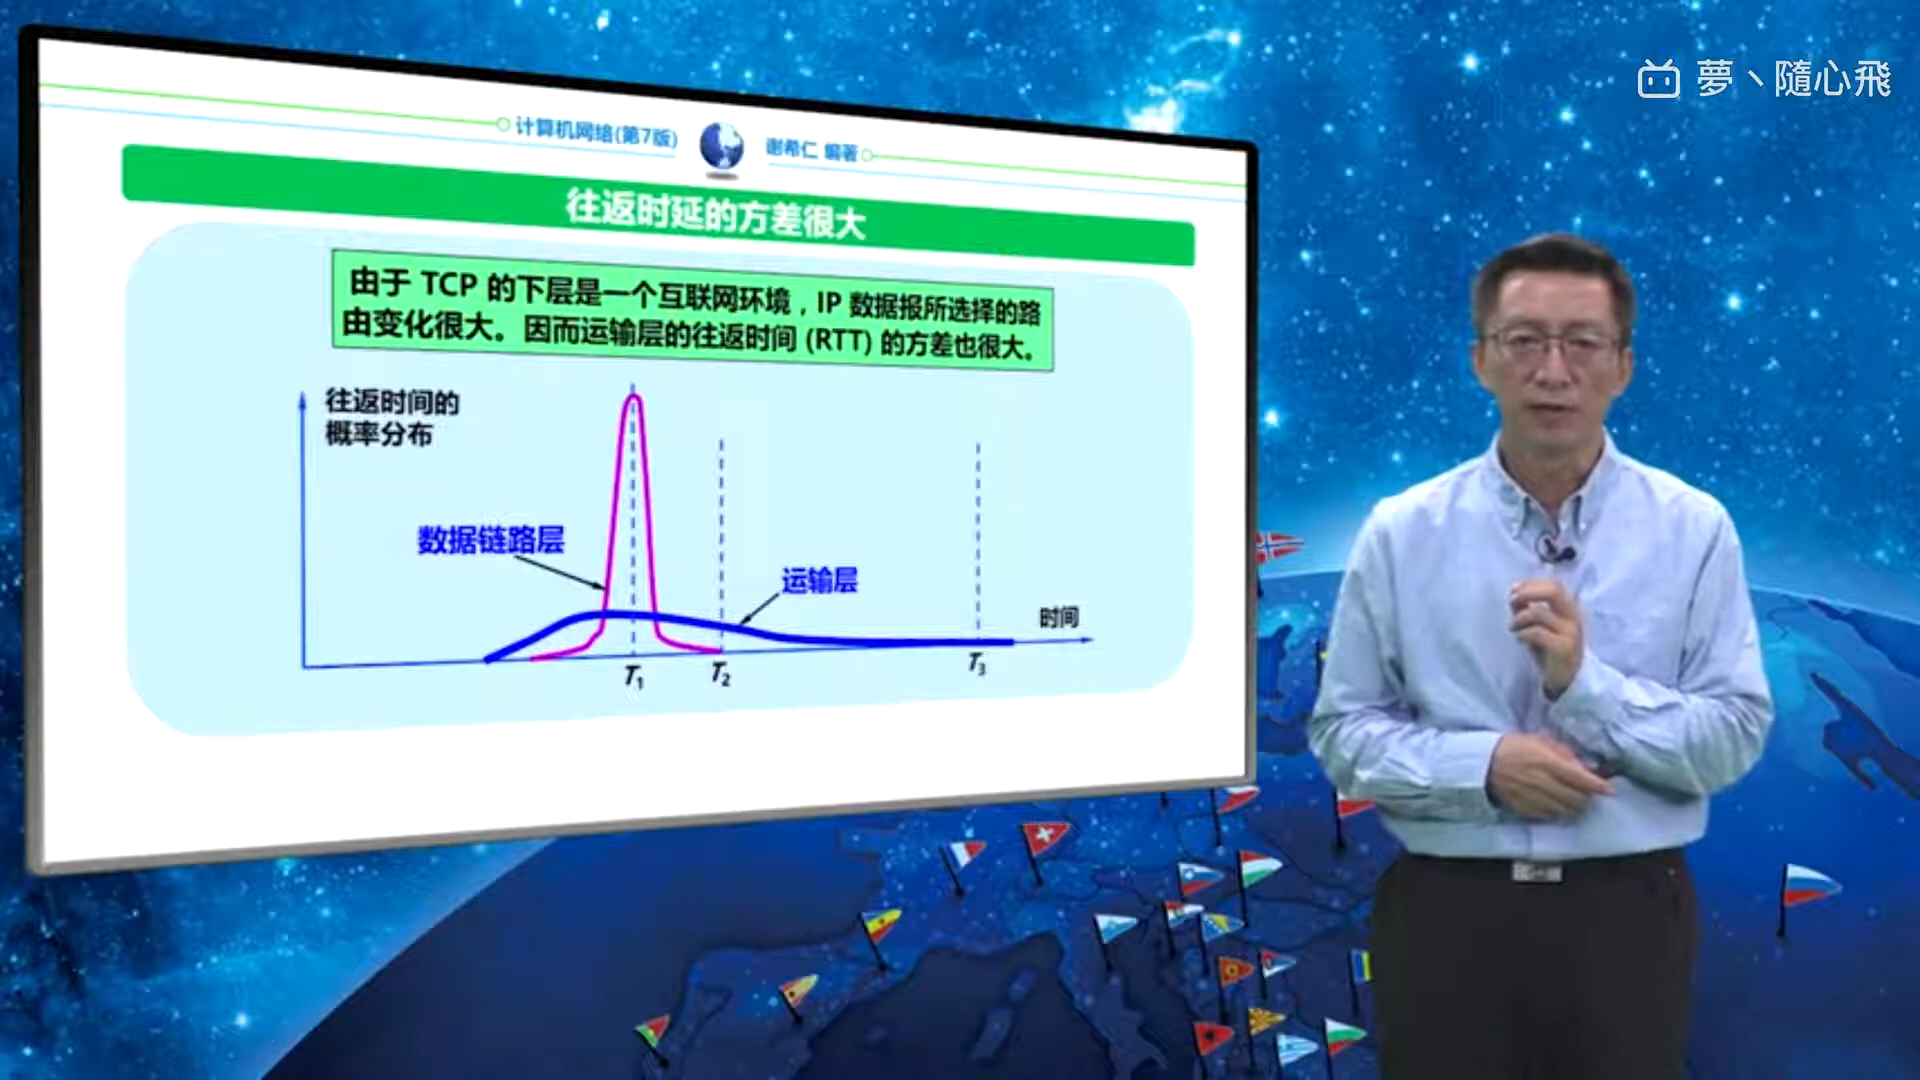 夢丶隨心飛
计算机网络(第7版)
谢希仁 编著
往返时延的方差很大
由于 TCP 的下层是一个互联网环境，IP 数据报所选择的路
由变化很大。因而运输层的往返时间 (RTT) 的方差也很大。
往返时间的
概率分布
数据链路层
运输层
时间
T1
T2
T3